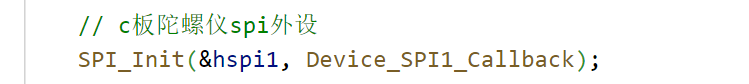 // c板陀螺仪spi外设
SPI_Init(&hspi1, Device_SPI1_Callback);